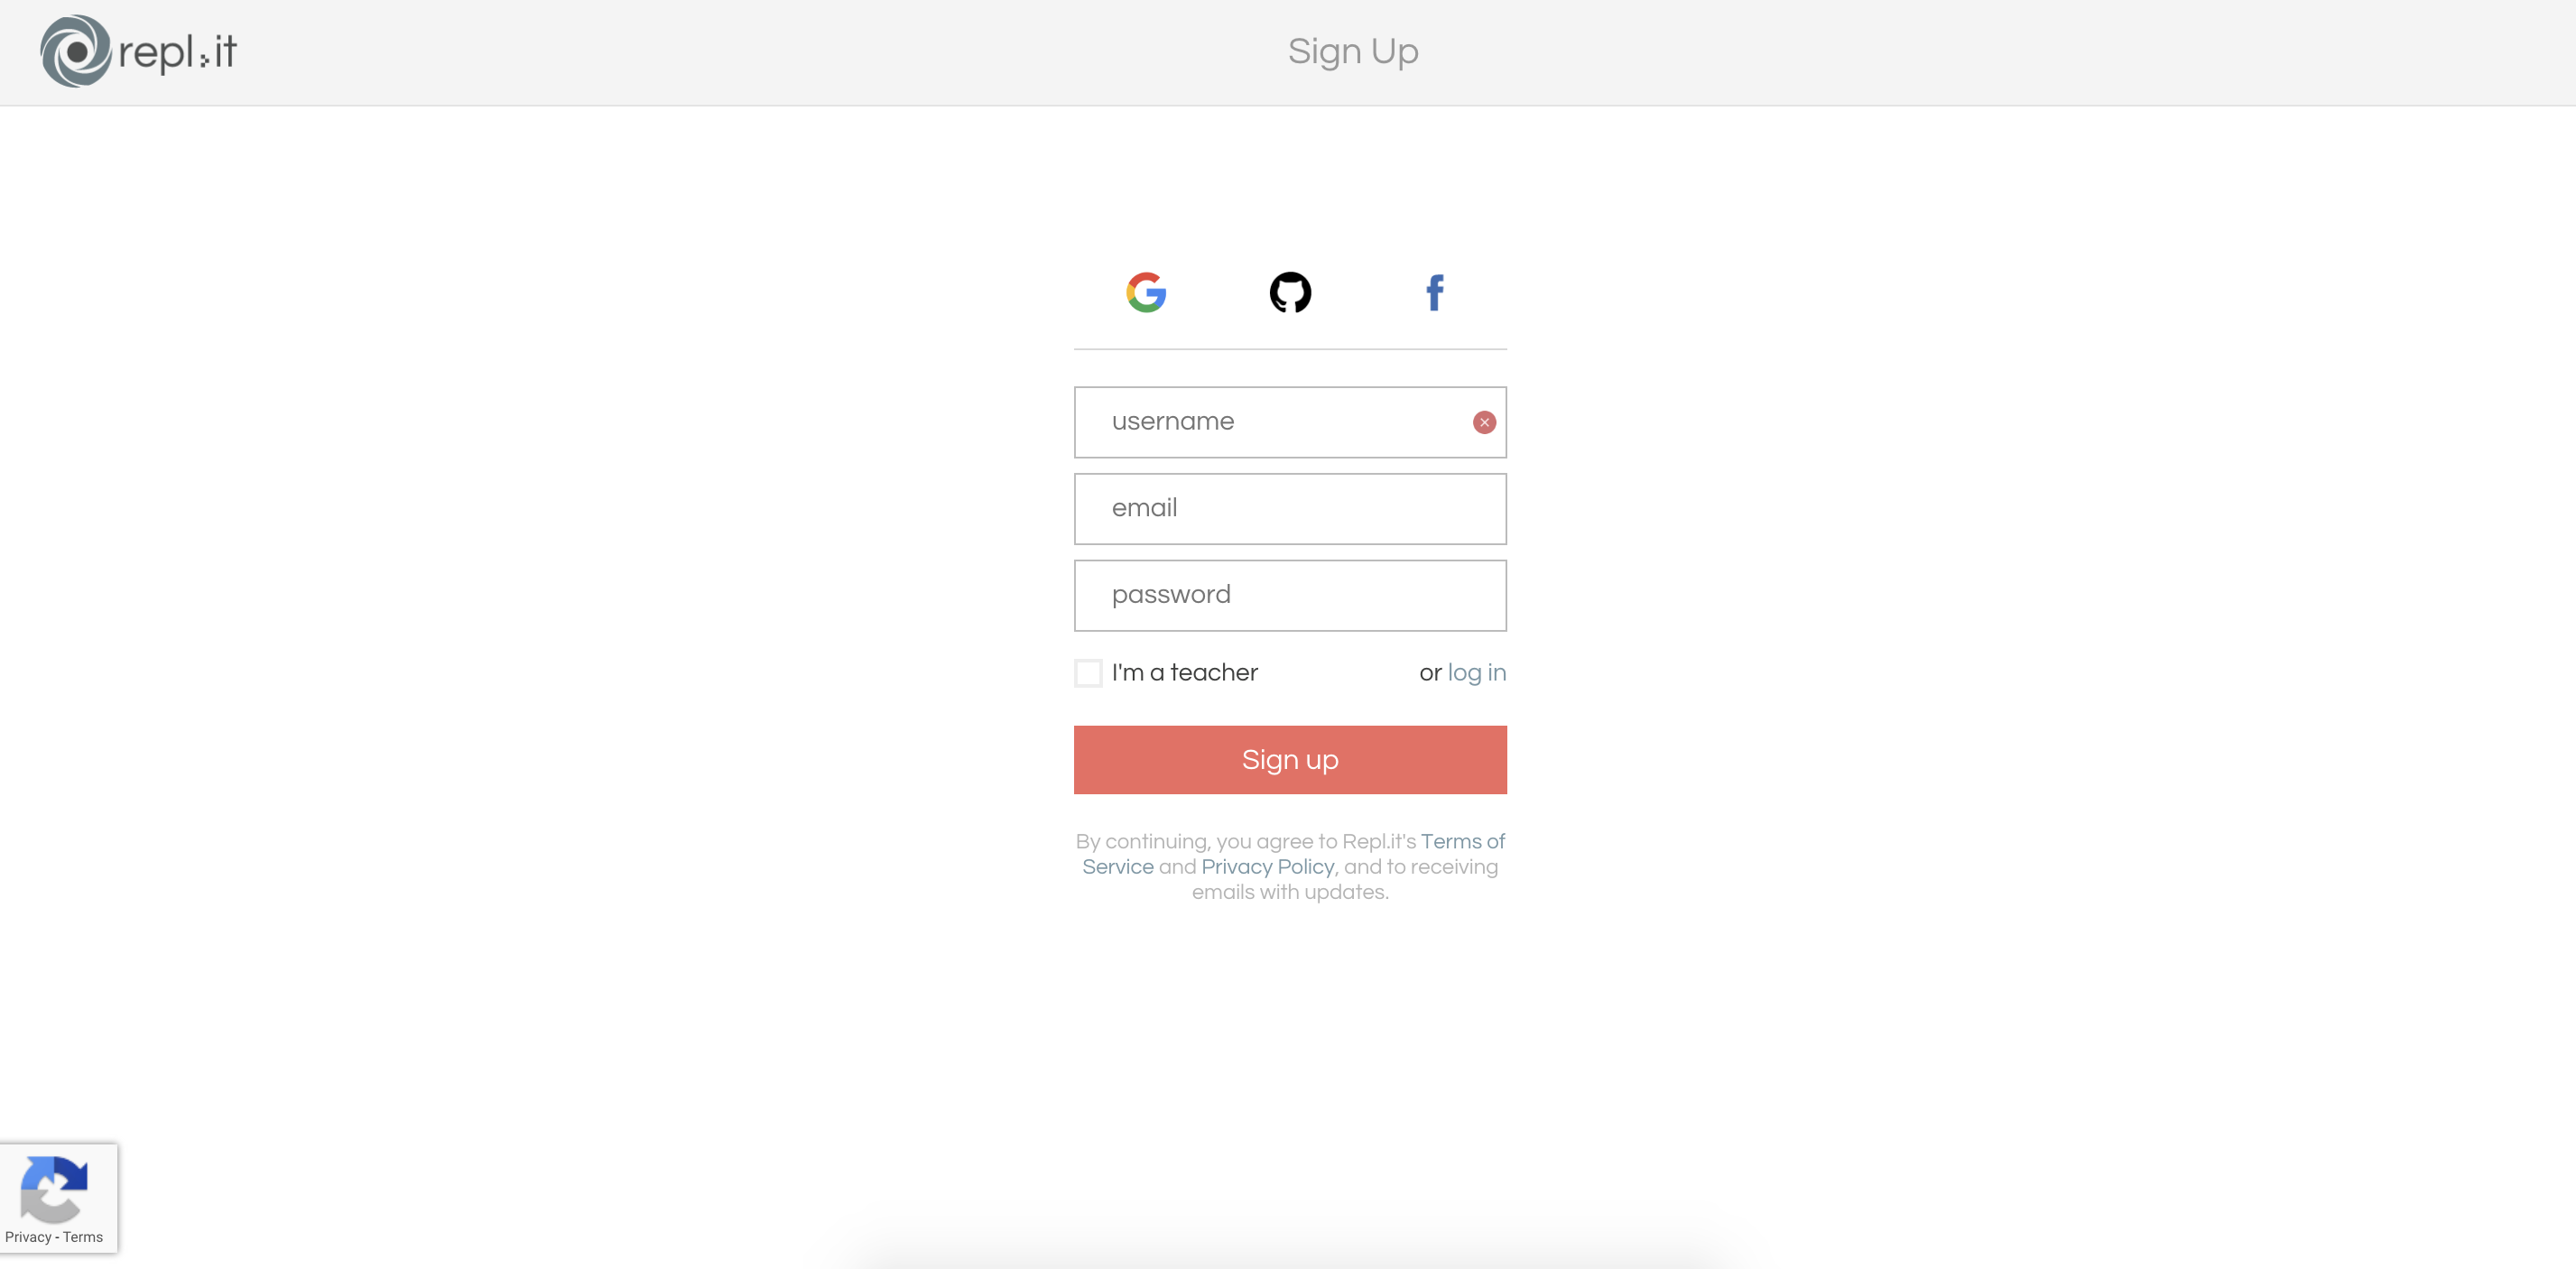 repl.it
Sign Up
username
email
password
I'm a teacher
or log in
Sign up
By continuing, you agree to Repl.it's Terms of
Service and Privacy Policy, and to receiving
emails with updates.
Privacy - Terms